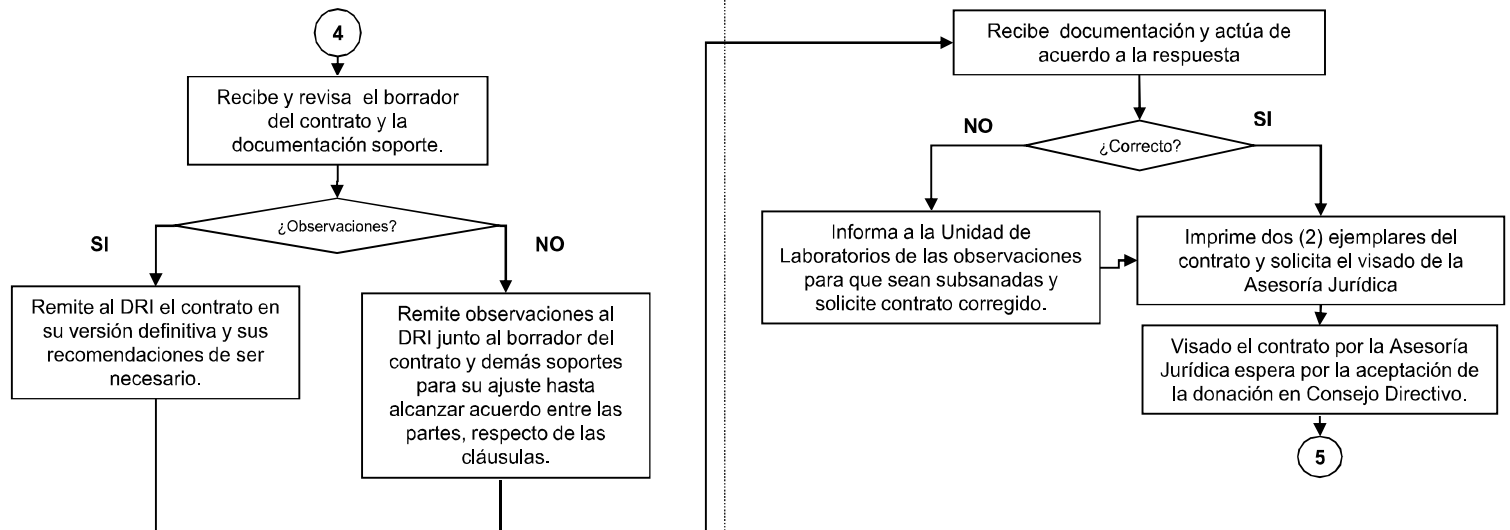 4
Recibe y revisa el borrador
del contrato y la
documentación soporte.
¿Observaciones?
SI
NO
Remite al DRI el contrato en
su versión definitiva y sus
recomendaciones de ser
necesario.
Remite observaciones al
DRI junto al borrador del
contrato y demás soportes
para su ajuste hasta
alcanzar acuerdo entre las
partes, respecto de las
cláusulas.
Recibe documentación y actúa de
acuerdo a la respuesta
¿Correcto?
NO
SI
Informa a la Unidad de
Laboratorios de las observaciones
para que sean subsanadas y
solicite contrato corregido.
Imprime dos (2) ejemplares del
contrato y solicita el visado de la
Asesoría Jurídica
Visado el contrato por la Asesoría
Jurídica espera por la aceptación de
la donación en Consejo Directivo.
5